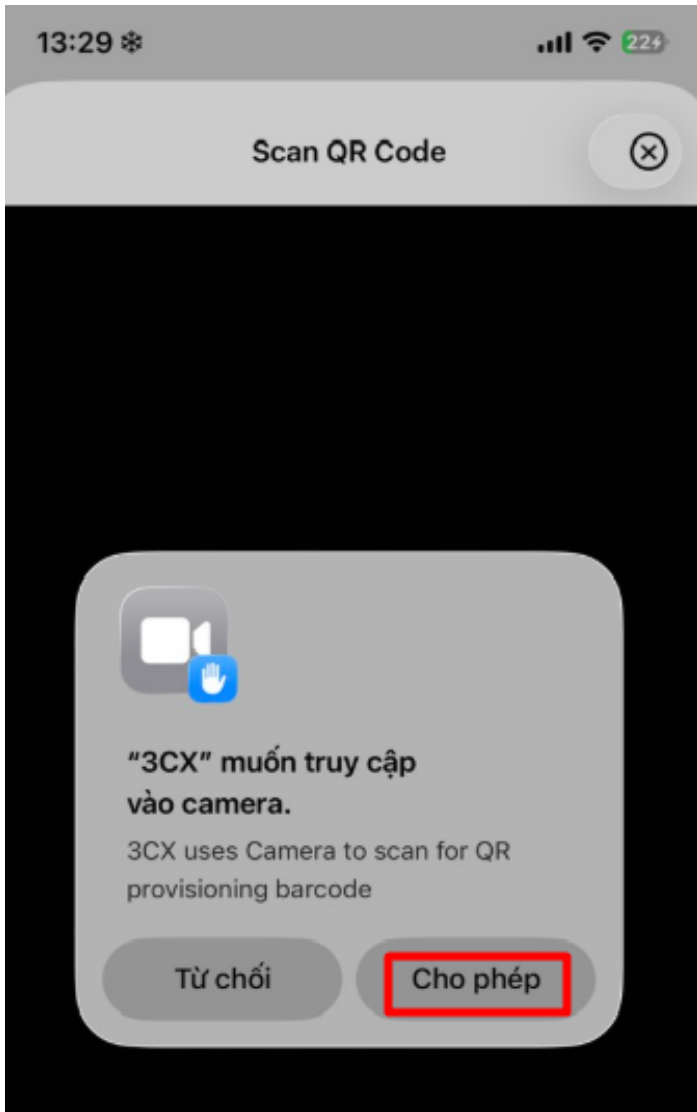 13:29
22
Scan QR Code
“3CX” muốn truy cập
vào camera.
3CX uses Camera to scan for QR
provisioning barcode
Từ chối
Cho phép